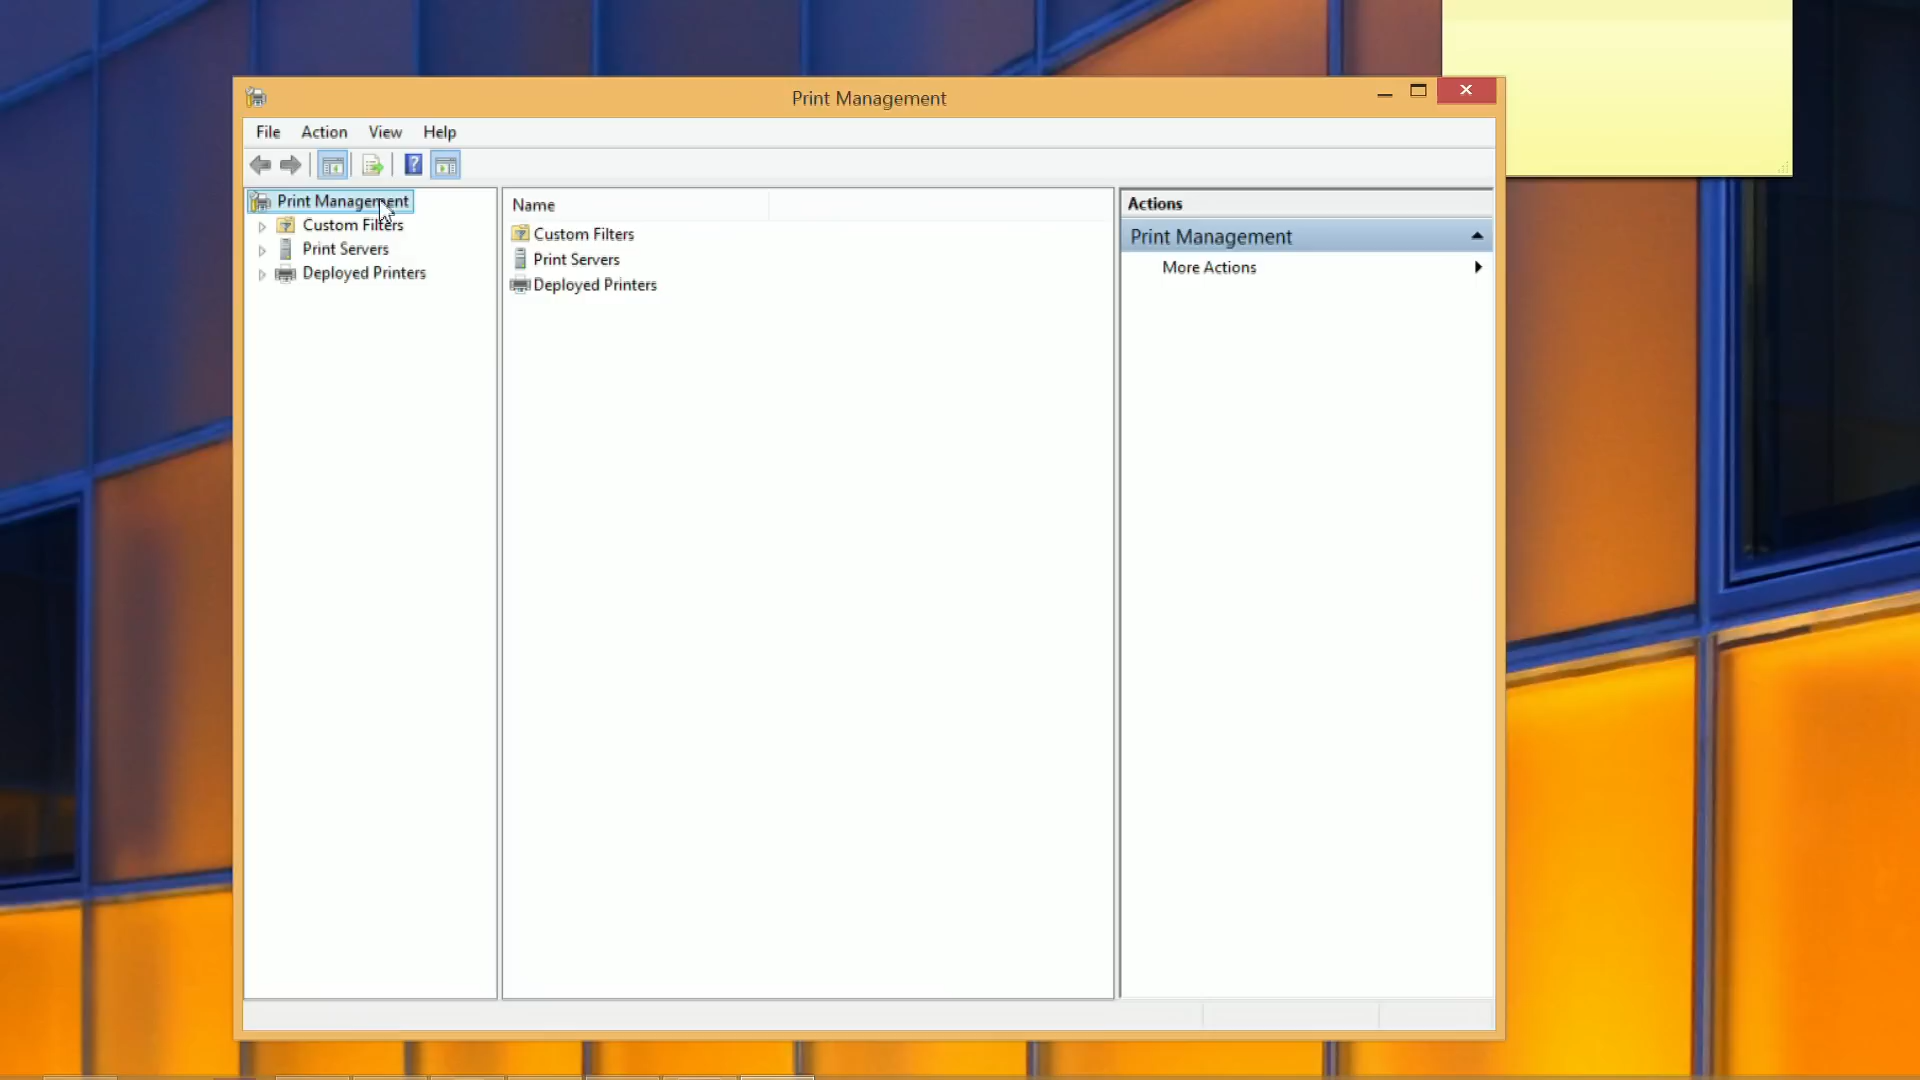 Print Management
File Action View Help
Print Management
Custom Filters
Print Servers
Deployed Printers
Name
Custom Filters
Print Servers
Deployed Printers
Actions
Print Management
More Actions